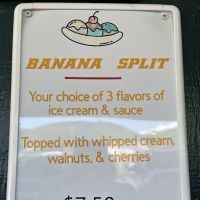 BANANA SPLIT
Your choice of 3 flavors of
ice cream & sauce
Topped with whipped cream,
walnuts, & cherries